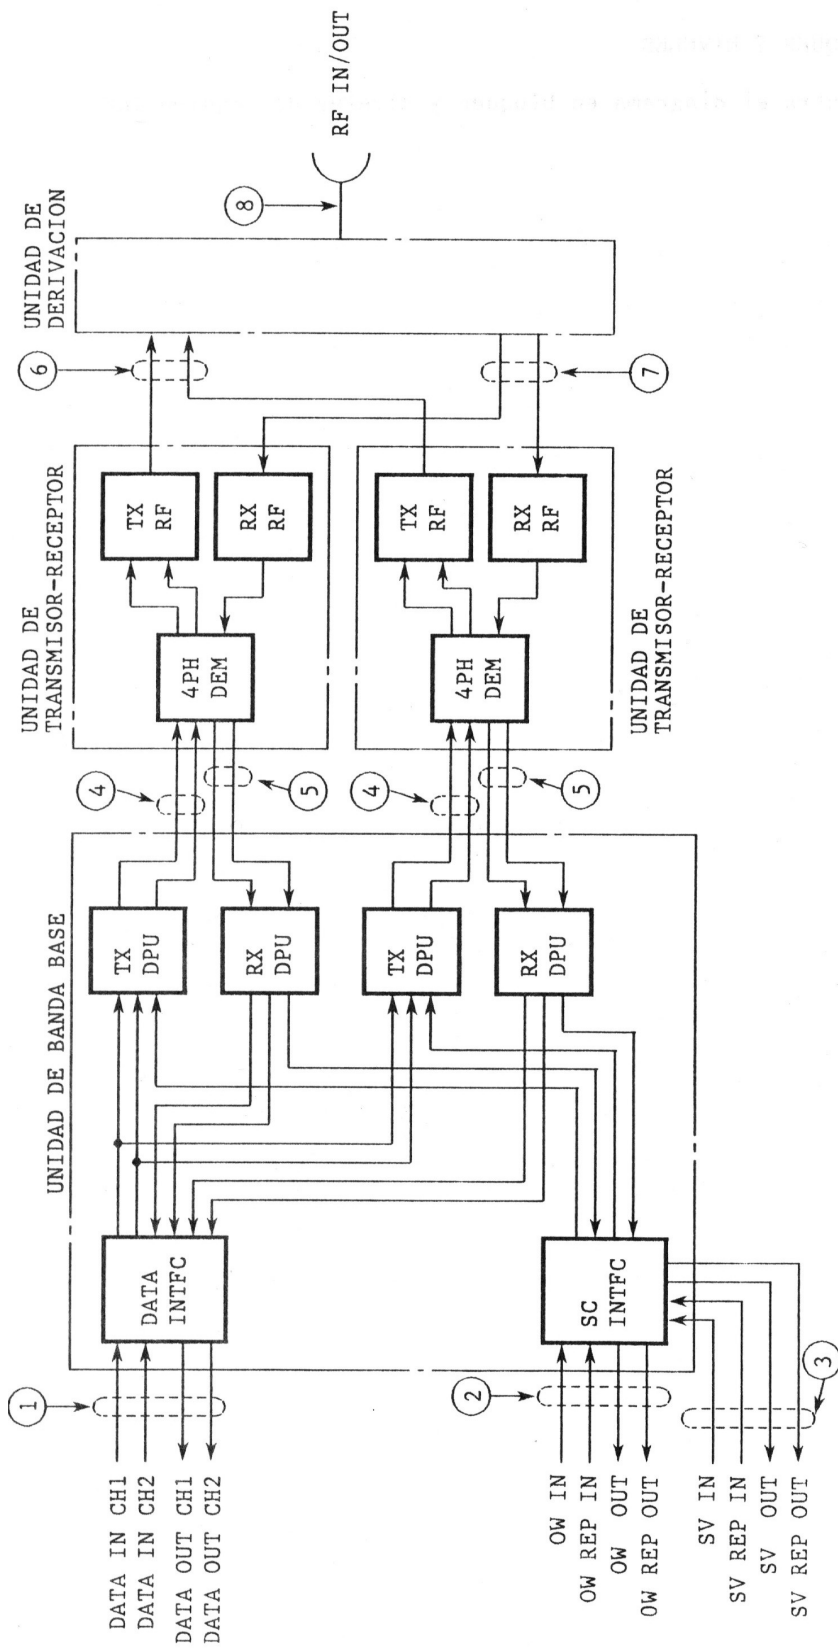 UNIDAD DE BANDA BASE
UNIDAD DE
TRANSMISOR-RECEPTOR
UNIDAD DE
DERIVACION
1
4
5
6
8
RF IN/OUT
DATA IN CH1
DATA IN CH2
DATA OUT CH1
DATA OUT CH2
DATA
INTFC
TX
DPU
RX
DPU
4PH
DEM
TX
RF
RX
RF
TX
DPU
RX
DPU
4
5
4PH
DEM
TX
RF
RX
RF
7
UNIDAD DE
TRANSMISOR-RECEPTOR
2
OW IN
OW REP IN
OW OUT
OW REP OUT
SC
INTFC
3
SV IN
SV REP IN
SV OUT
SV REP OUT